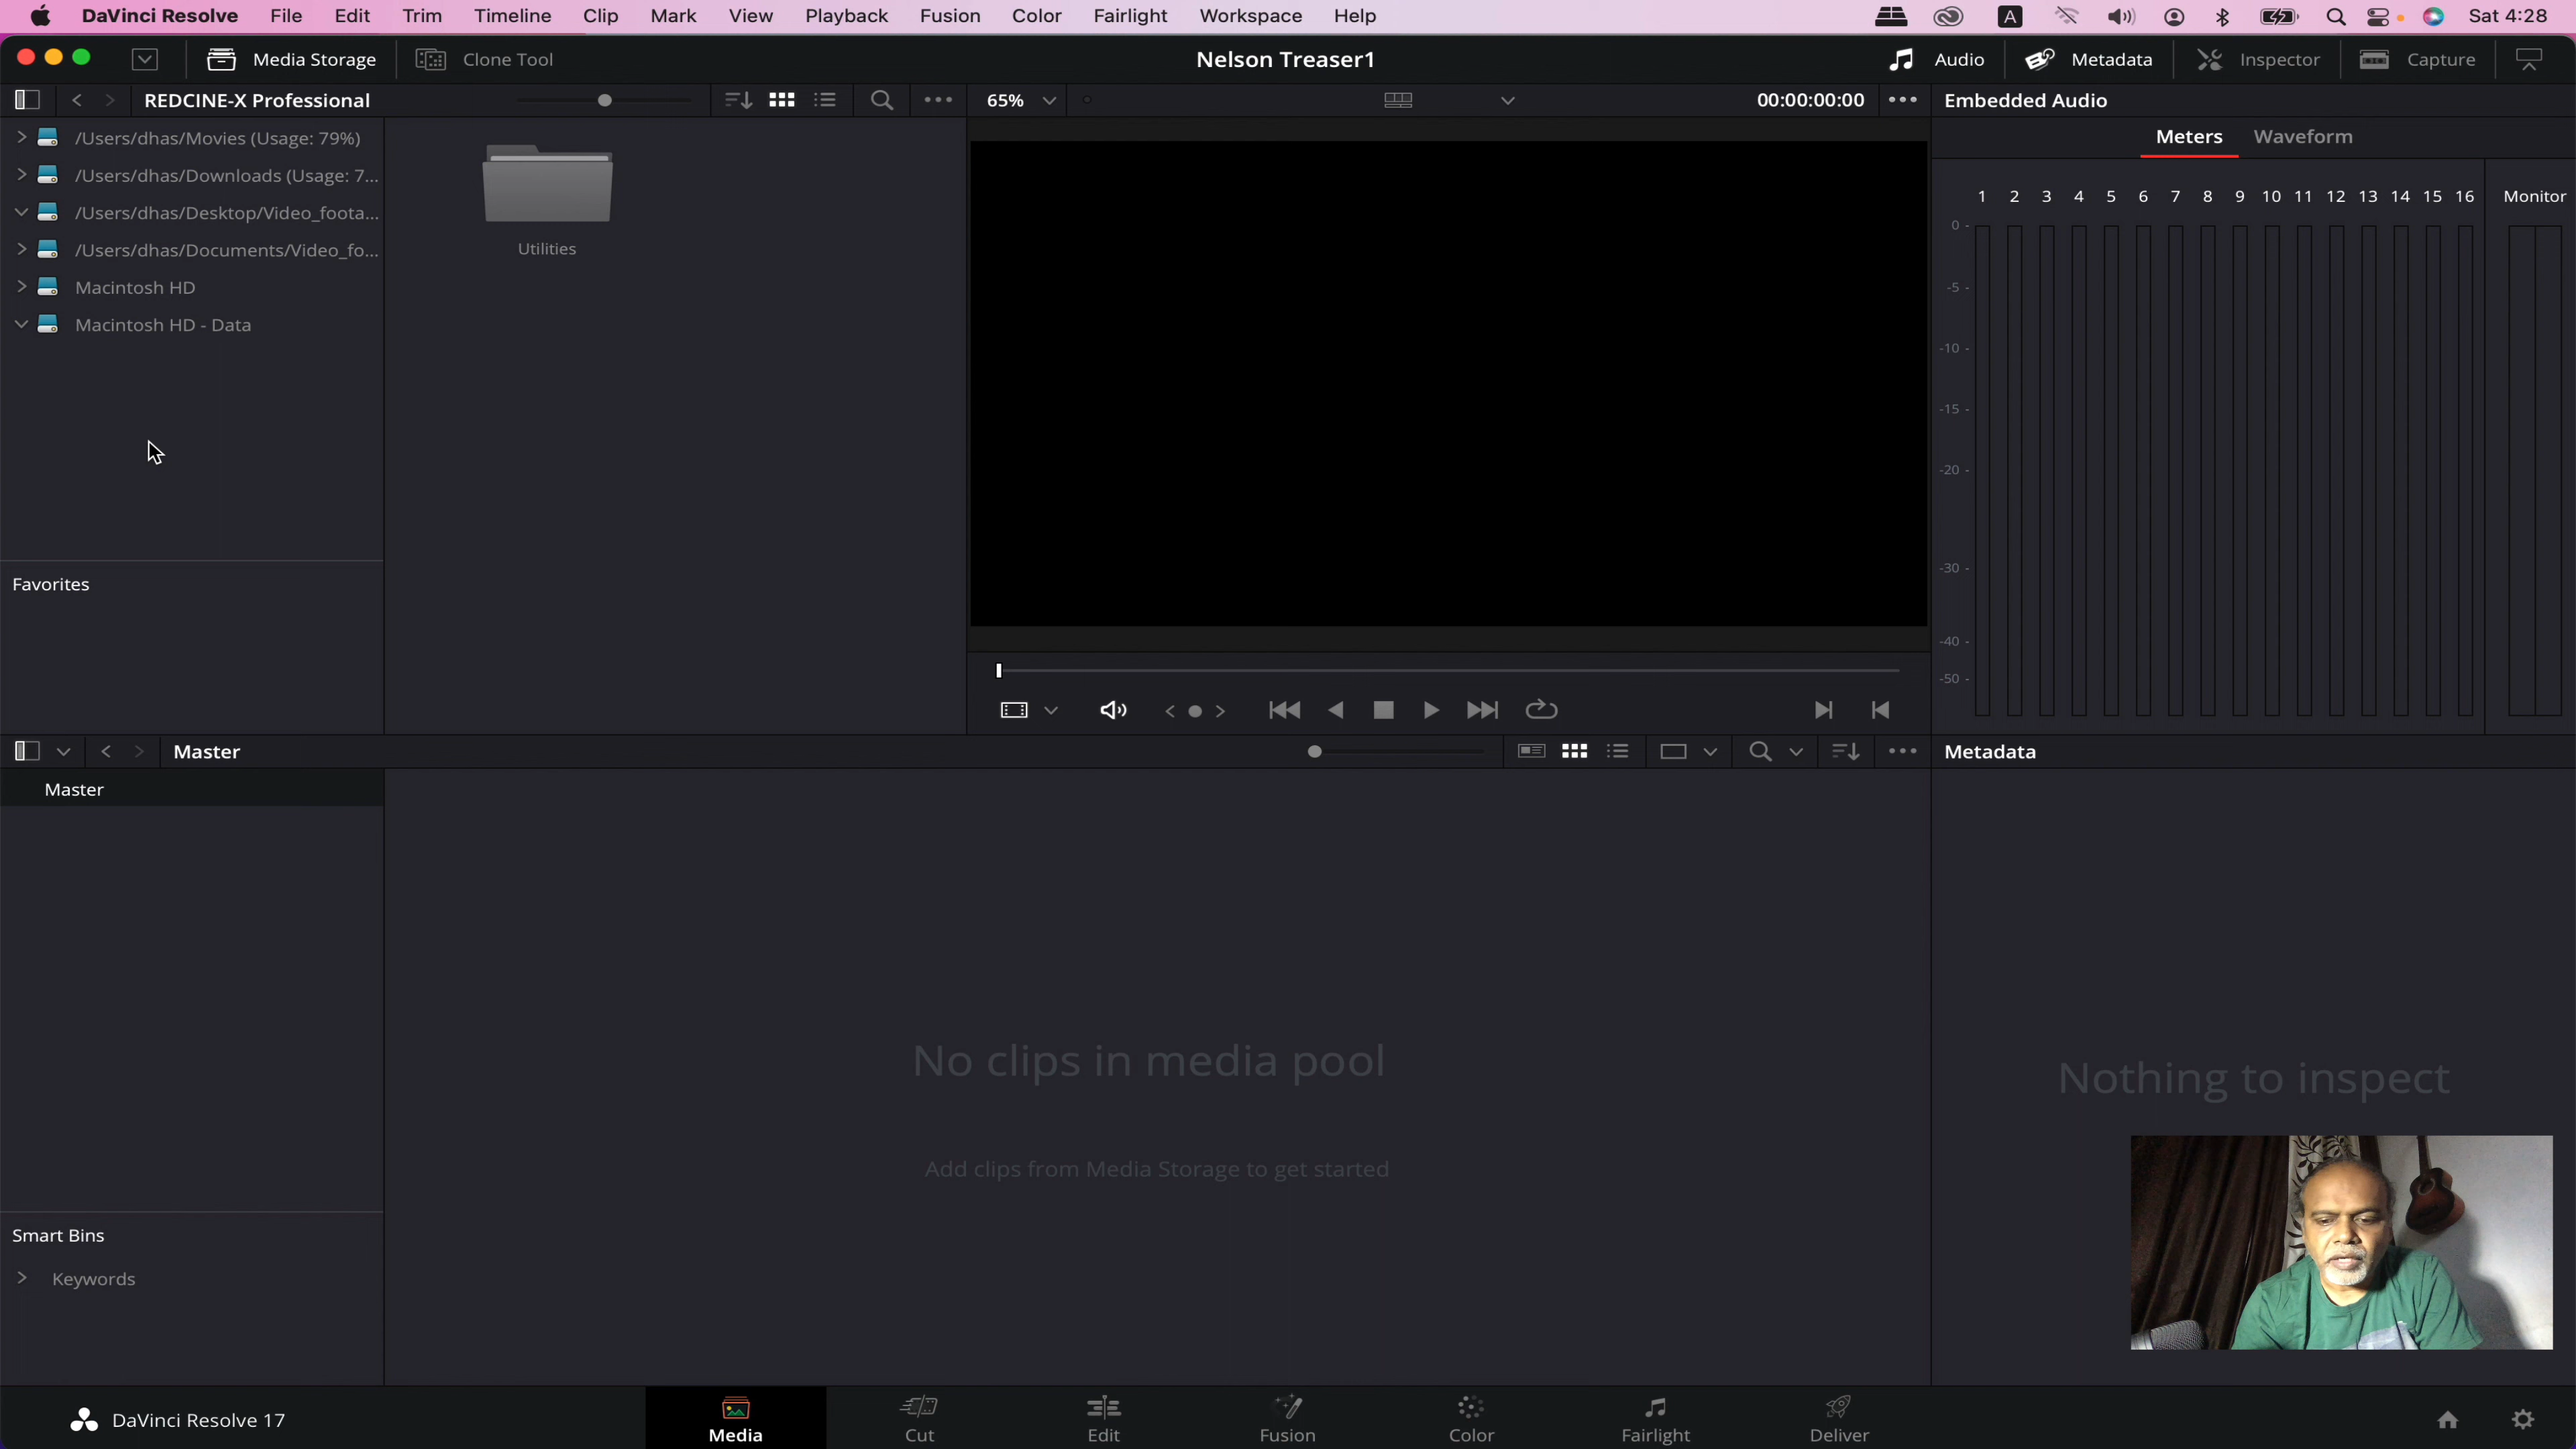 DaVinci Resolve File Edit Trim Timeline Clip Mark View Playback Fusion Color Fairlight Workspace Help A Sat 4:28
Media Storage Clone Tool Nelson Treaser1 Audio Metadata Inspector Capture
REDCINE-X Professional 65% 00:00:00:00 Embedded Audio
/Users/dhas/Movies (Usage: 79%)
/Users/dhas/Downloads (Usage: 7...
/Users/dhas/Desktop/Video_foota...
/Users/dhas/Documents/Video_fo...
Macintosh HD
Macintosh HD - Data
Utilities
Meters Waveform
1 2 3 4 5 6 7 8 9 10 11 12 13 14 15 16 Monitor
0 -
-5 -
-10 -
-15 -
-20 -
-30 -
-40 -
-50 -
Favorites
Master Metadata
Master
No clips in media pool
Add clips from Media Storage to get started
Nothing to inspect
Smart Bins
Keywords
DaVinci Resolve 17 Media Cut Edit Fusion Color Fairlight Deliver